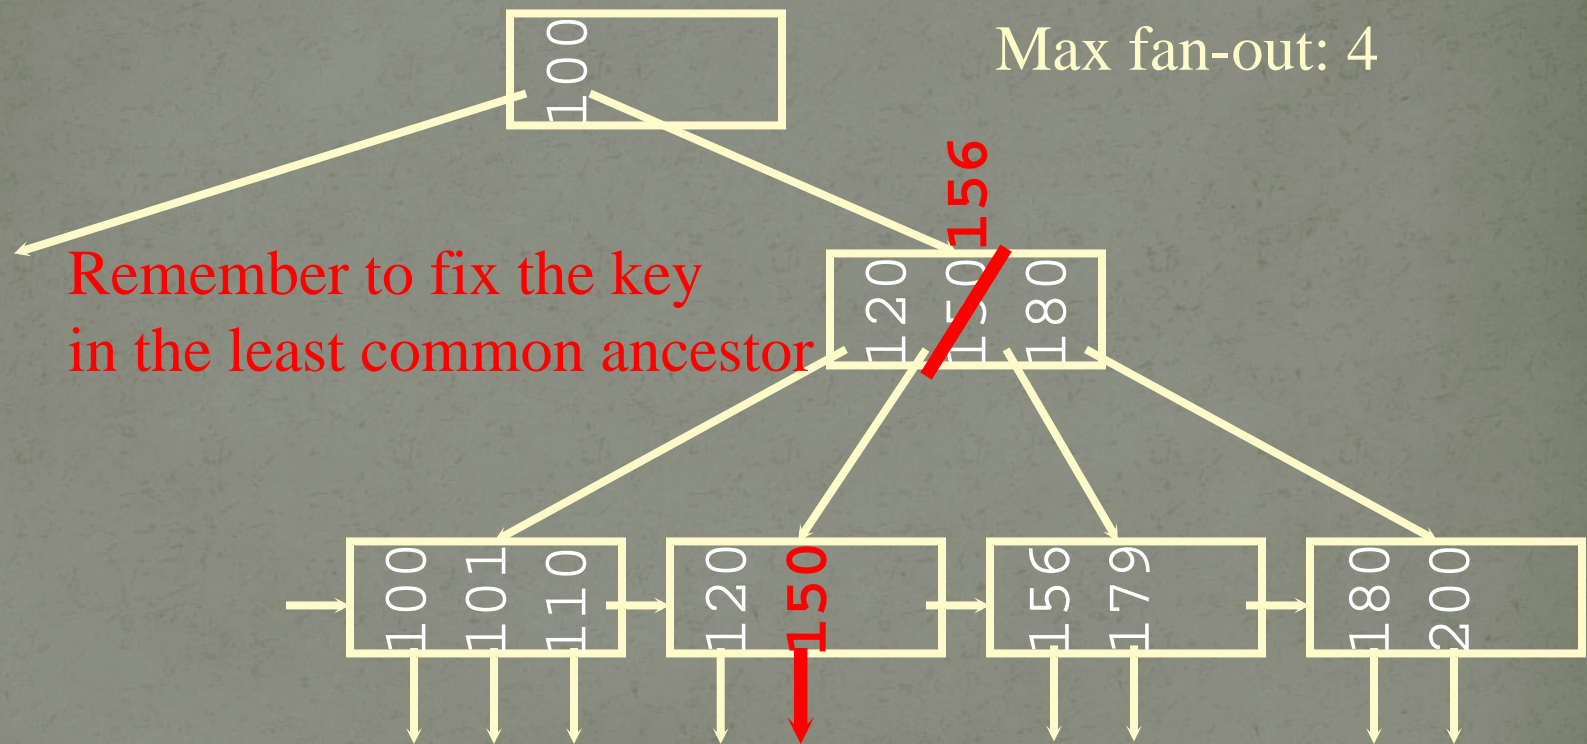 100
Max fan-out: 4
156
Remember to fix the key
in the least common ancestor
120 150 180
100 101 110
120 150
156 179
180 200